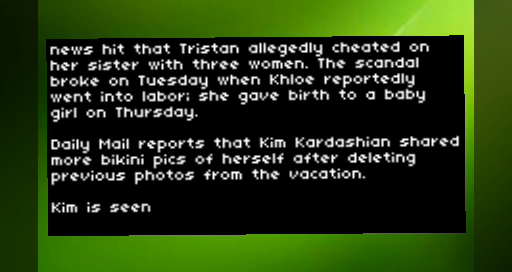 news hit that Tristan allegedly cheated on
her sister with three women. The scandal
broke on Tuesday when Khloe reportedly
went into labor; she gave birth to a baby
girl on Thursday.
Daily Mail reports that Kim Kardashian shared
more bikini pics of herself after deleting
previous photos from the vacation.
Kim is seen